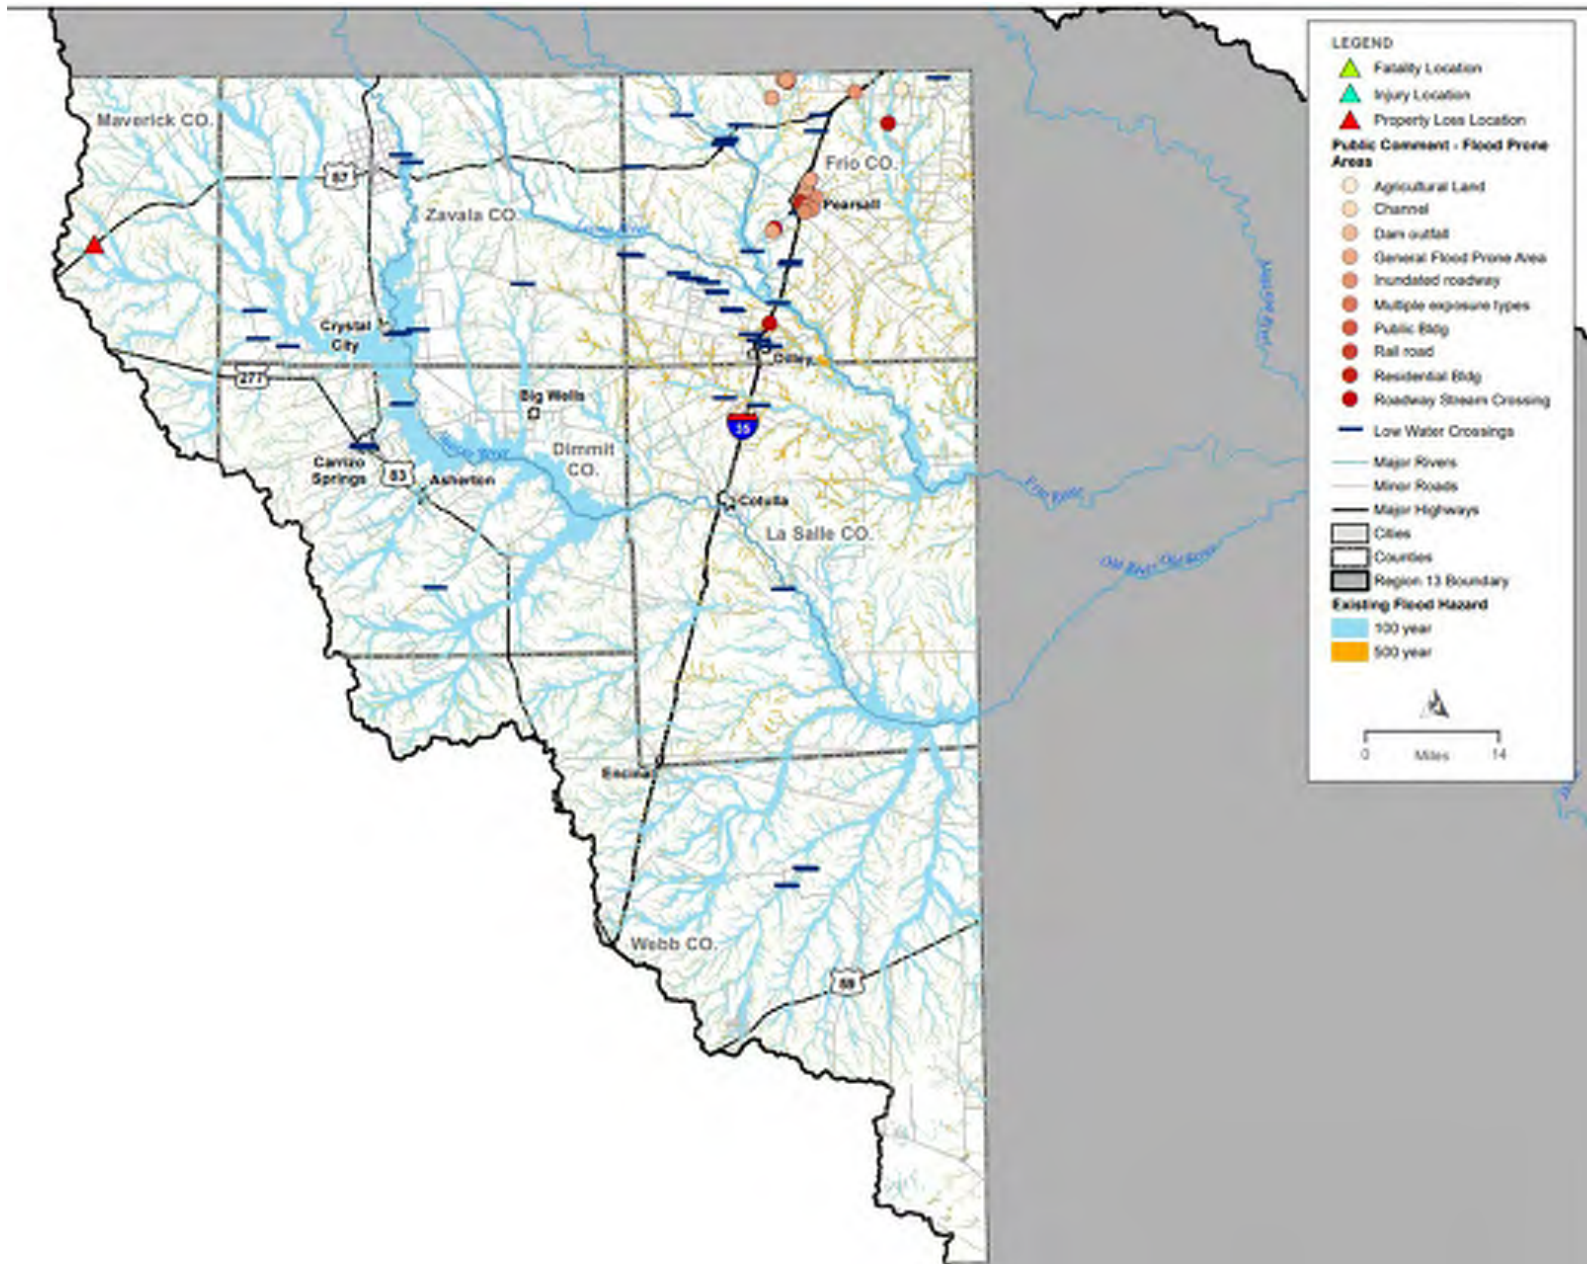 LEGEND
Fatality Location
Injury Location
Property Loss Location
Public Comment - Flood Prone
Areas
Agricultural Land
Channel
Dam outfall
General Flood Prone Area
Inundated roadway
Multiple exposure types
Public Bldg
Rail road
Residential Bldg
Roadway Stream Crossing
Low Water Crossings
Major Rivers
Minor Roads
Major Highways
Cities
Counties
Region 13 Boundary
Existing Flood Hazard
100 year
500 year
0 14
Miles
Maverick CO.
57
Frio CO.
Zavala CO.
Pearsall
Crystal
City
Dilley
277
Big Wells
35
Dimmit
CO.
Carrizo
Springs
83
Asherton
Cotulla
Frio River
La Salle CO.
Encinal
Webb CO.